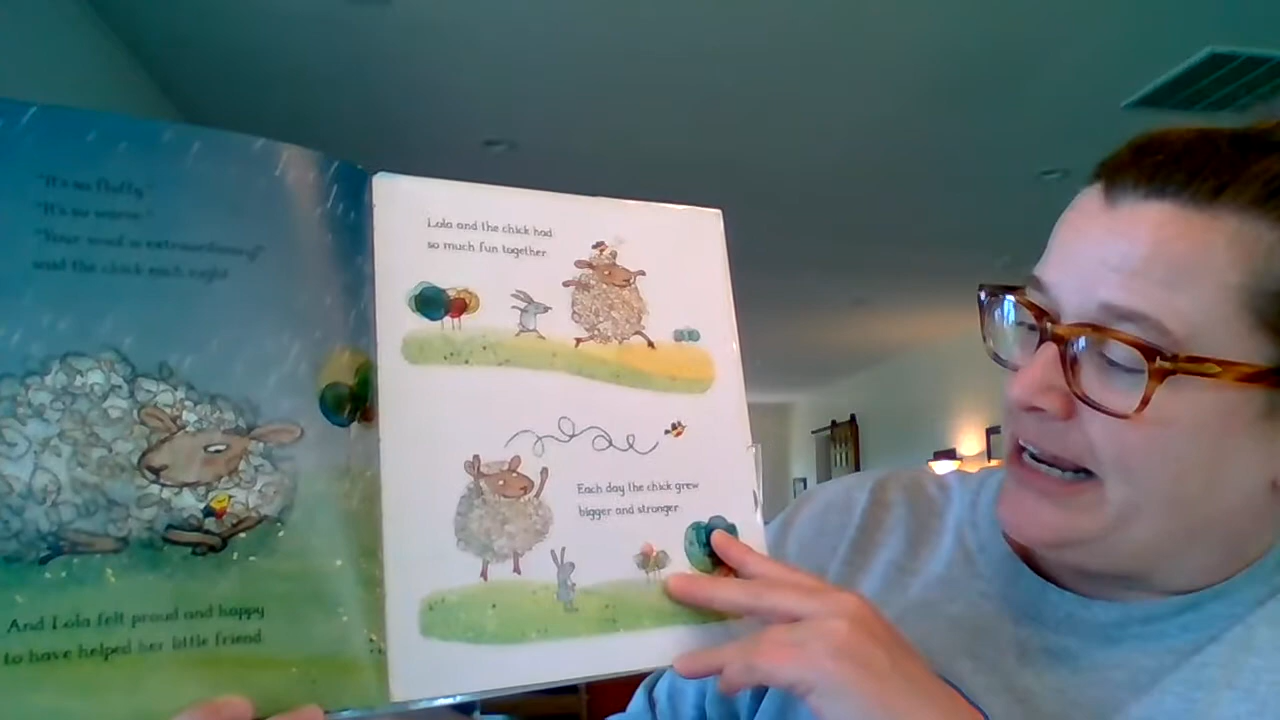 "It's so fluffy."
"It's so warm."
"Your wool is extraordinary!"
said the chick each night.
And Lola felt proud and happy
to have helped her little friend.
Lola and the chick had
so much fun together.
Each day the chick grew
bigger and stronger.